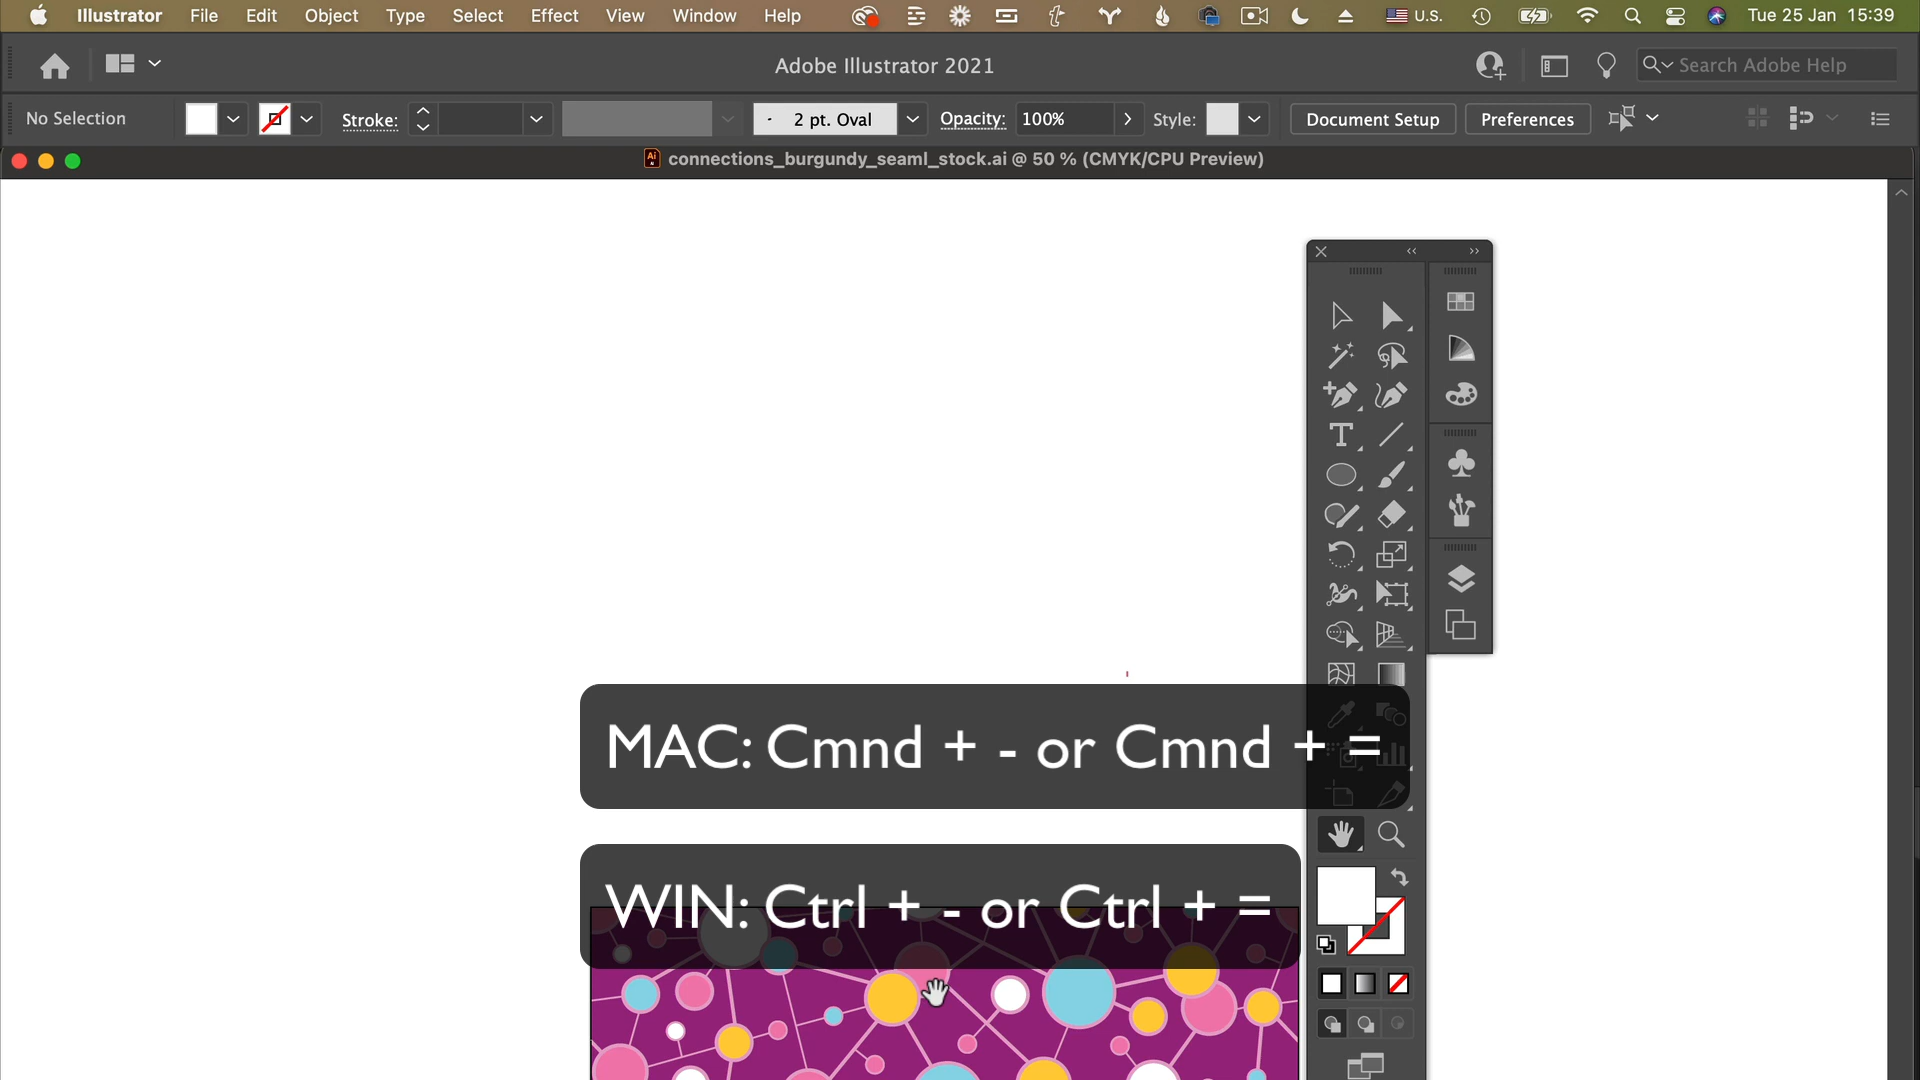 Illustrator File Edit Object Type Select Effect View Window Help U.S. Tue 25 Jan 15:39
Adobe Illustrator 2021
Search Adobe Help
No Selection
Stroke:
2 pt. Oval
Opacity: 100%
Style:
Document Setup
Preferences
connections_burgundy_seaml_stock.ai @ 50 % (CMYK/CPU Preview)
MAC: Cmnd + - or Cmnd + =
WIN: Ctrl + - or Ctrl + =